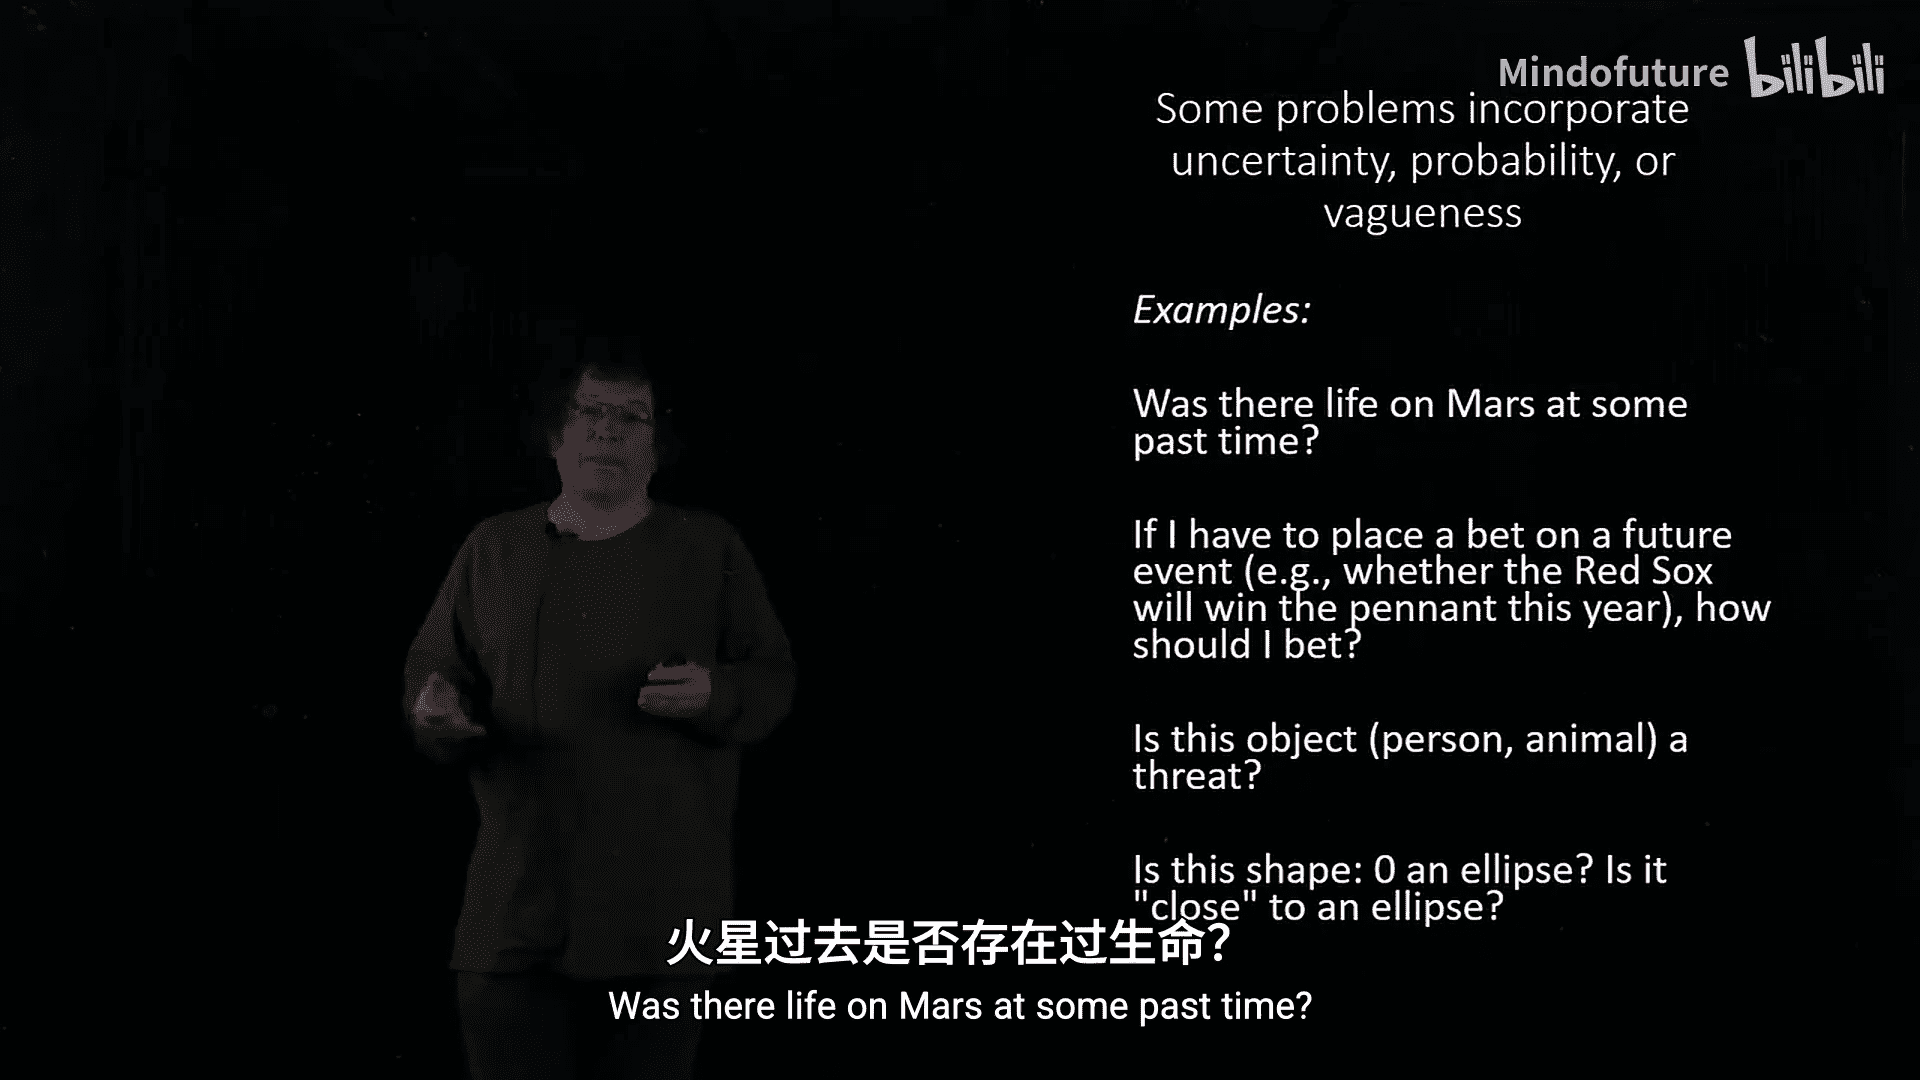 Mindofuture bilibili
Some problems incorporate
uncertainty, probability, or
vagueness
Examples:
Was there life on Mars at some
past time?
If I have to place a bet on a future
event (e.g., whether the Red Sox
will win the pennant this year), how
should I bet?
Is this object (person, animal) a
threat?
Is this shape: 0 an ellipse? Is it
"close" to an ellipse?
火星过去是否存在过生命？
Was there life on Mars at some past time?